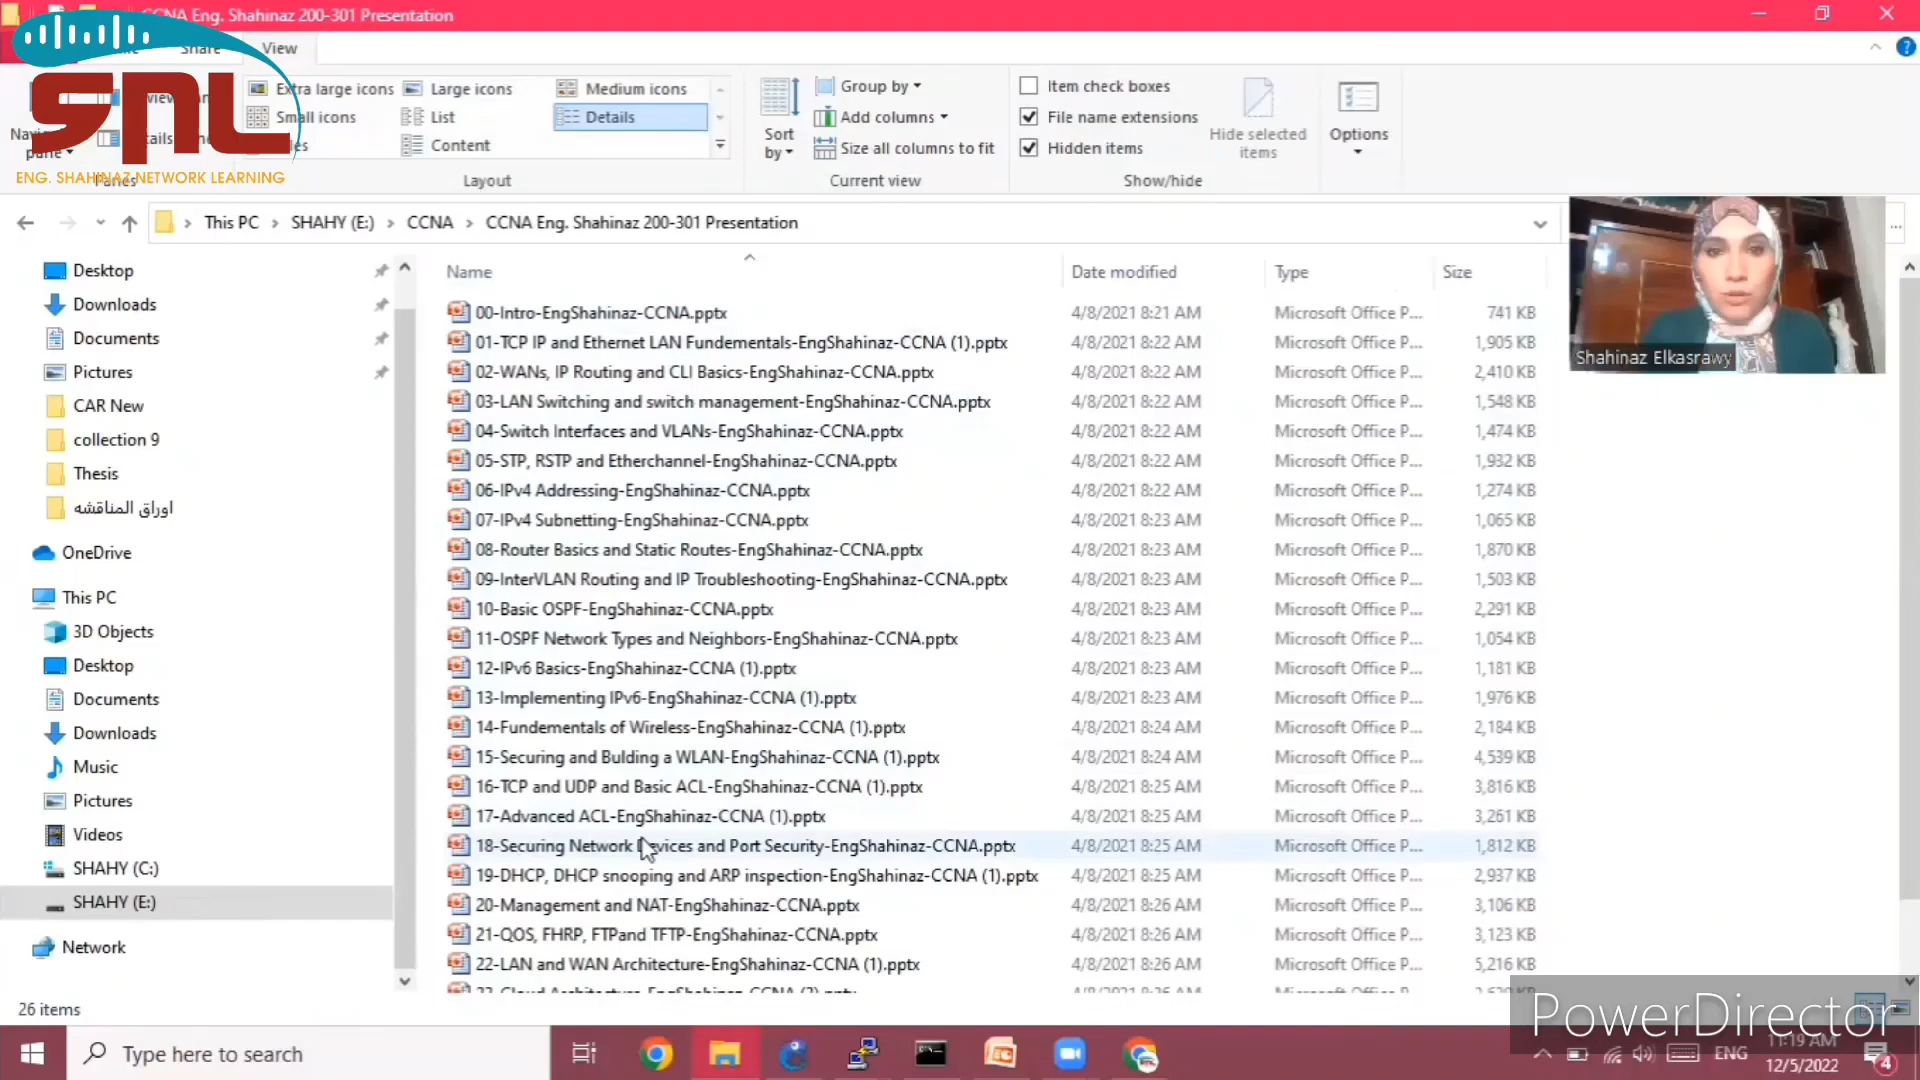 CCNA Eng. Shahinaz 200-301 Presentation
Share
View
SNL
ENG. SHAHINAZ NETWORK LEARNING
Extra large icons
Large icons
Medium icons
Small icons
List
Details
Content
Panes
Layout
Sort by
Group by
Add columns
Size all columns to fit
Current view
Item check boxes
File name extensions
Hidden items
Hide selected items
Show/hide
Options
This PC > SHAHY (E:) > CCNA > CCNA Eng. Shahinaz 200-301 Presentation
Shahinaz Elkasrawy
Desktop
Downloads
Documents
Pictures
CAR New
collection 9
Thesis
اوراق المناقشه
OneDrive
This PC
3D Objects
Desktop
Documents
Downloads
Music
Pictures
Videos
SHAHY (C:)
SHAHY (E:)
Network
Name Date modified Type Size
00-Intro-EngShahinaz-CCNA.pptx 4/8/2021 8:21 AM Microsoft Office P... 741 KB
01-TCP IP and Ethernet LAN Fundementals-EngShahinaz-CCNA (1).pptx 4/8/2021 8:22 AM Microsoft Office P... 1,905 KB
02-WANs, IP Routing and CLI Basics-EngShahinaz-CCNA.pptx 4/8/2021 8:22 AM Microsoft Office P... 2,410 KB
03-LAN Switching and switch management-EngShahinaz-CCNA.pptx 4/8/2021 8:22 AM Microsoft Office P... 1,548 KB
04-Switch Interfaces and VLANs-EngShahinaz-CCNA.pptx 4/8/2021 8:22 AM Microsoft Office P... 1,474 KB
05-STP, RSTP and Etherchannel-EngShahinaz-CCNA.pptx 4/8/2021 8:22 AM Microsoft Office P... 1,932 KB
06-IPv4 Addressing-EngShahinaz-CCNA.pptx 4/8/2021 8:22 AM Microsoft Office P... 1,274 KB
07-IPv4 Subnetting-EngShahinaz-CCNA.pptx 4/8/2021 8:23 AM Microsoft Office P... 1,065 KB
08-Router Basics and Static Routes-EngShahinaz-CCNA.pptx 4/8/2021 8:23 AM Microsoft Office P... 1,870 KB
09-InterVLAN Routing and IP Troubleshooting-EngShahinaz-CCNA.pptx 4/8/2021 8:23 AM Microsoft Office P... 1,503 KB
10-Basic OSPF-EngShahinaz-CCNA.pptx 4/8/2021 8:23 AM Microsoft Office P... 2,291 KB
11-OSPF Network Types and Neighbors-EngShahinaz-CCNA.pptx 4/8/2021 8:23 AM Microsoft Office P... 1,054 KB
12-IPv6 Basics-EngShahinaz-CCNA (1).pptx 4/8/2021 8:23 AM Microsoft Office P... 1,181 KB
13-Implementing IPv6-EngShahinaz-CCNA (1).pptx 4/8/2021 8:23 AM Microsoft Office P... 1,976 KB
14-Fundementals of Wireless-EngShahinaz-CCNA (1).pptx 4/8/2021 8:24 AM Microsoft Office P... 2,184 KB
15-Securing and Bulding a WLAN-EngShahinaz-CCNA (1).pptx 4/8/2021 8:24 AM Microsoft Office P... 4,539 KB
16-TCP and UDP and Basic ACL-EngShahinaz-CCNA (1).pptx 4/8/2021 8:25 AM Microsoft Office P... 3,816 KB
17-Advanced ACL-EngShahinaz-CCNA (1).pptx 4/8/2021 8:25 AM Microsoft Office P... 3,261 KB
18-Securing Network Devices and Port Security-EngShahinaz-CCNA.pptx 4/8/2021 8:25 AM Microsoft Office P... 1,812 KB
19-DHCP, DHCP snooping and ARP inspection-EngShahinaz-CCNA (1).pptx 4/8/2021 8:25 AM Microsoft Office P... 2,937 KB
20-Management and NAT-EngShahinaz-CCNA.pptx 4/8/2021 8:26 AM Microsoft Office P... 3,106 KB
21-QOS, FHRP, FTPand TFTP-EngShahinaz-CCNA.pptx 4/8/2021 8:26 AM Microsoft Office P... 3,123 KB
22-LAN and WAN Architecture-EngShahinaz-CCNA (1).pptx 4/8/2021 8:26 AM Microsoft Office P... 5,216 KB
26 items
PowerDirector
Type here to search
ENG
11:19 AM
12/5/2022
4